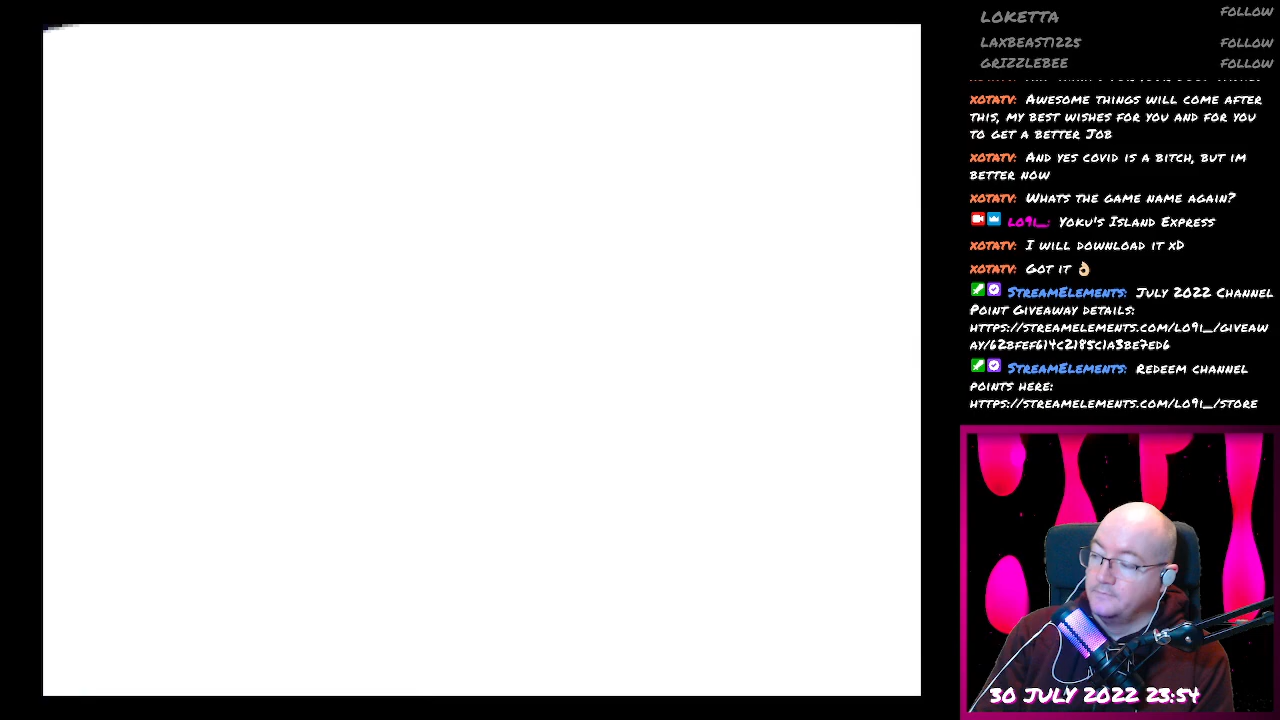 LOKETTA FOLLOW
LAXBEAST1225 FOLLOW
GRIZZLEBEE FOLLOW
XOTATV: AWESOME THINGS WILL COME AFTER
THIS, MY BEST WISHES FOR YOU AND FOR YOU
TO GET A BETTER JOB
XOTATV: AND YES COVID IS A BITCH, BUT IM
BETTER NOW
XOTATV: WHATS THE GAME NAME AGAIN?
LO9I_: YOKU'S ISLAND EXPRESS
XOTATV: I WILL DOWNLOAD IT XD
XOTATV: GOT IT 👌🏼
STREAMELEMENTS: JULY 2022 CHANNEL
POINT GIVEAWAY DETAILS:
HTTPS://STREAMELEMENTS.COM/LO9I_/GIVEAW
AY/62BFEF614C2185C1A3BE7ED6
STREAMELEMENTS: REDEEM CHANNEL
POINTS HERE:
HTTPS://STREAMELEMENTS.COM/LO9I_/STORE
30 JULY 2022 23:54